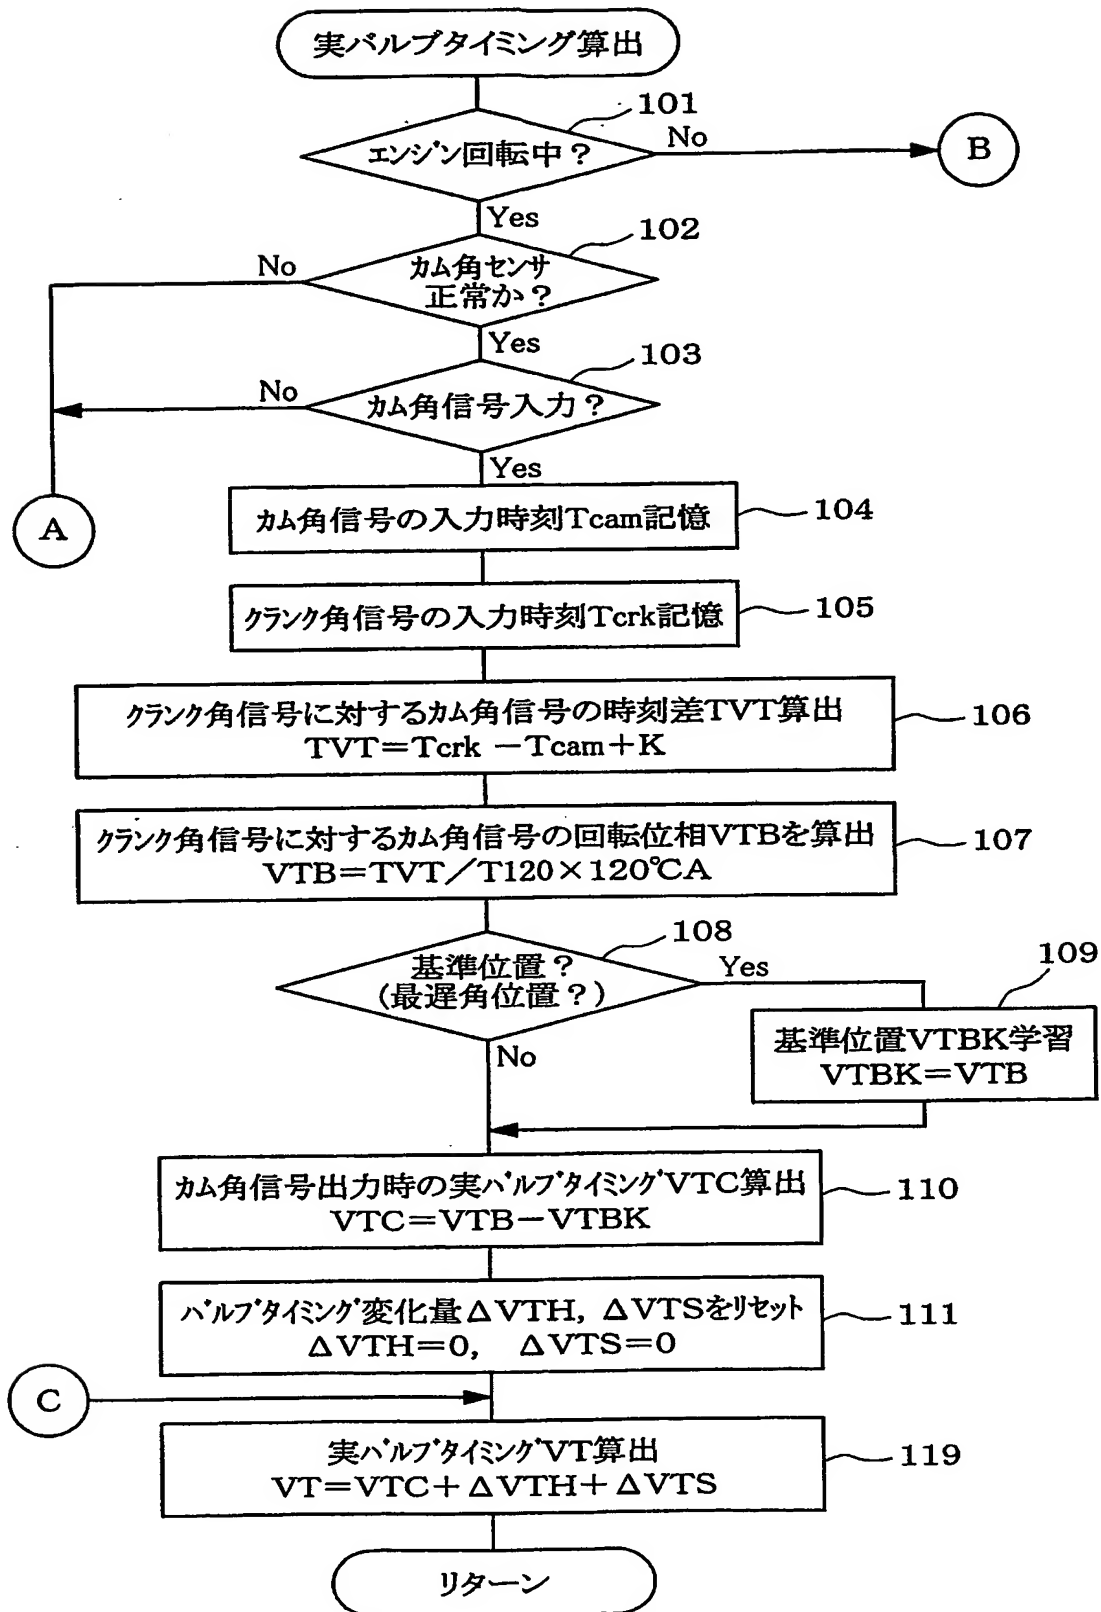 実バルブタイミング算出
101
エンジン回転中？
No
B
Yes
102
カム角センサ
正常か？
No
Yes
103
カム角信号入力？
No
Yes
A
カム角信号の入力時刻Tcam記憶
104
クランク角信号の入力時刻Tcrk記憶
105
クランク角信号に対するカム角信号の時刻差TVT算出
TVT＝Tcrk －Tcam＋K
106
クランク角信号に対するカム角信号の回転位相VTBを算出
VTB＝TVT／T120×120℃A
107
108
基準位置？
(最遅角位置？)
Yes
109
No
基準位置VTBK学習
VTBK＝VTB
カム角信号出力時の実バルブタイミングVTC算出
VTC＝VTB－VTBK
110
バルブタイミング変化量ΔVTH, ΔVTSをリセット
ΔVTH＝0, ΔVTS＝0
111
C
実バルブタイミングVT算出
VT＝VTC＋ΔVTH＋ΔVTS
119
リターン